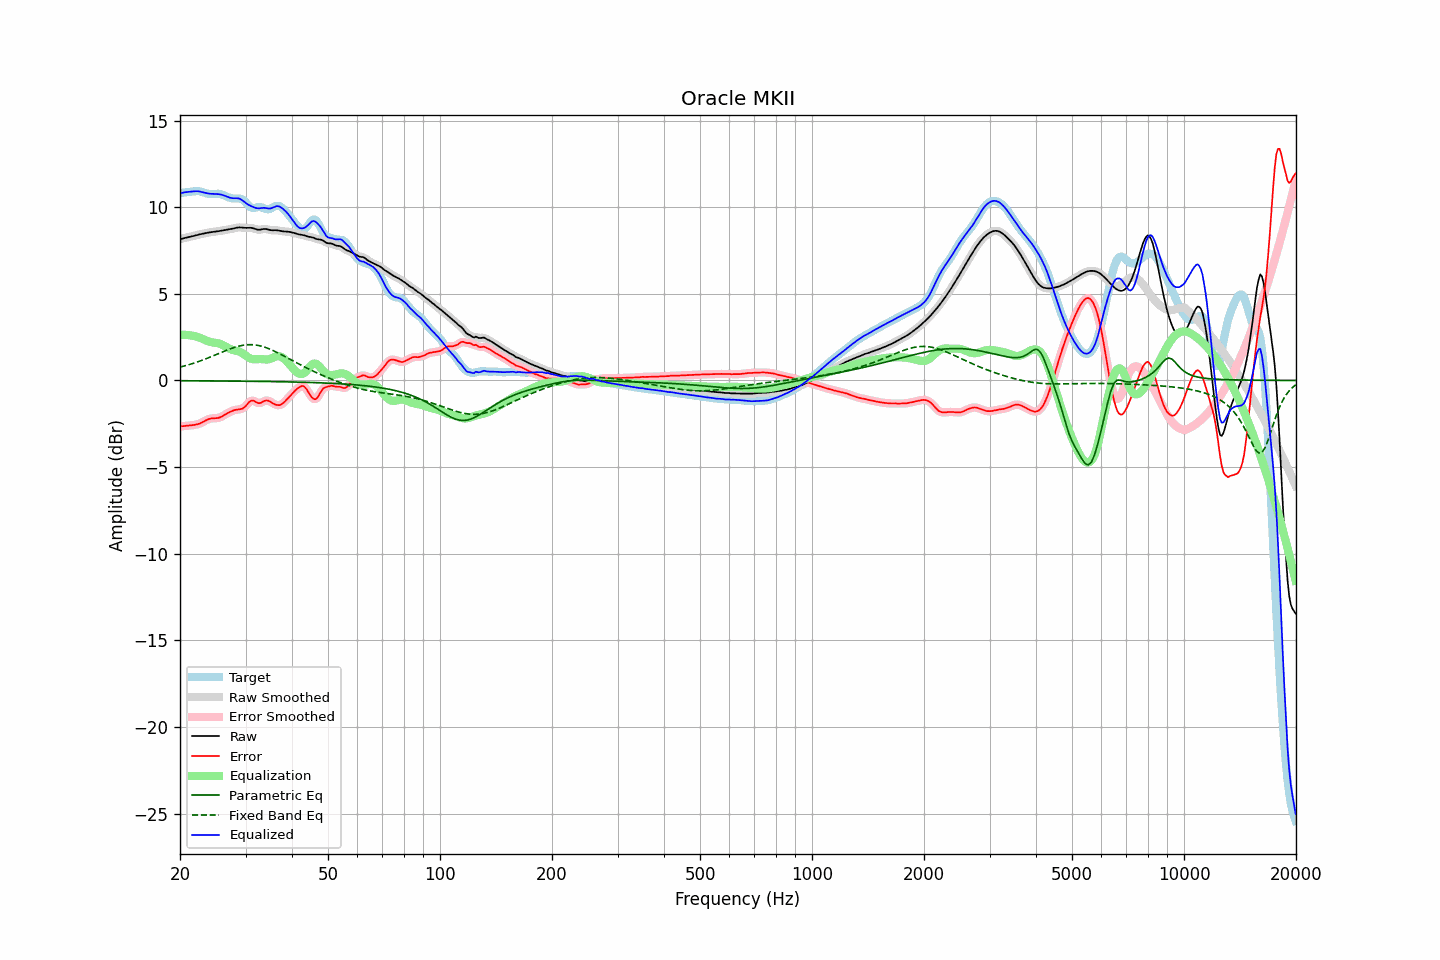 Oracle MKII
15
10
5
0
−5
−10
−15
−20
−25
Amplitude (dBr)
Target
Raw Smoothed
Error Smoothed
Raw
Error
Equalization
Parametric Eq
Fixed Band Eq
Equalized
20 50 100 200 500 1000 2000 5000 10000 20000
Frequency (Hz)